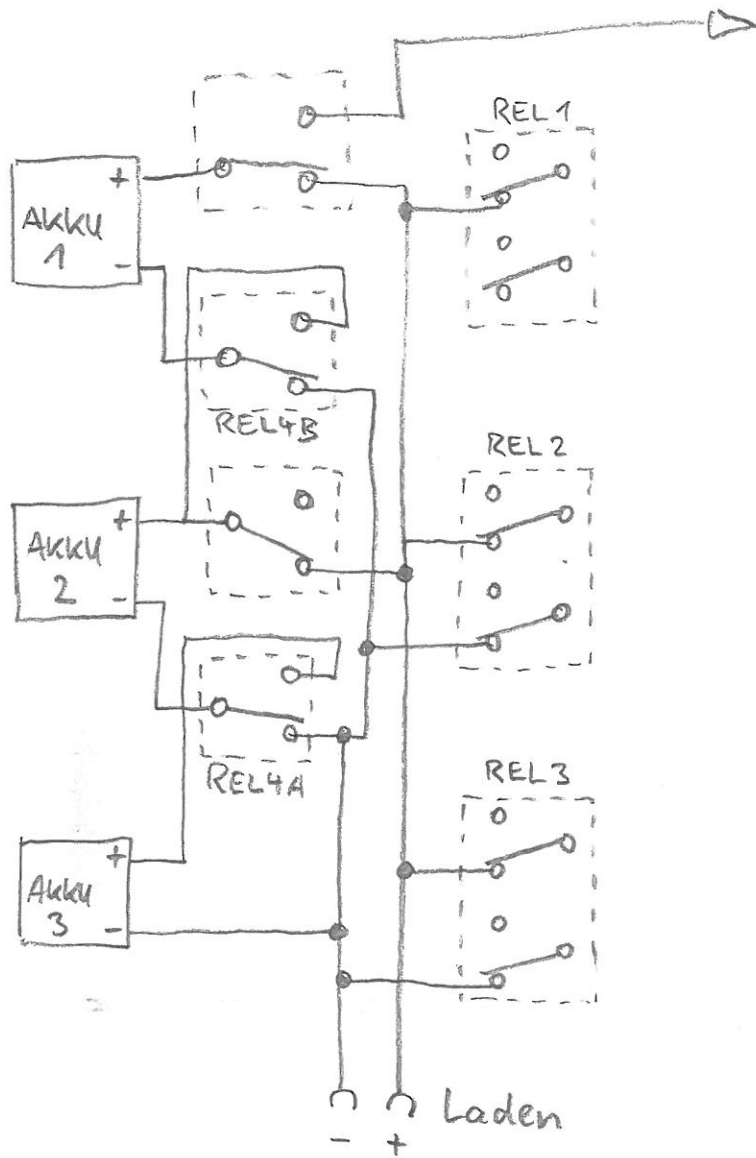 REL1
+
AKKU
1
-
REL4B
REL2
+
AKKU
2
-
REL4A
REL3
+
AKKU
3
-
Laden
- +